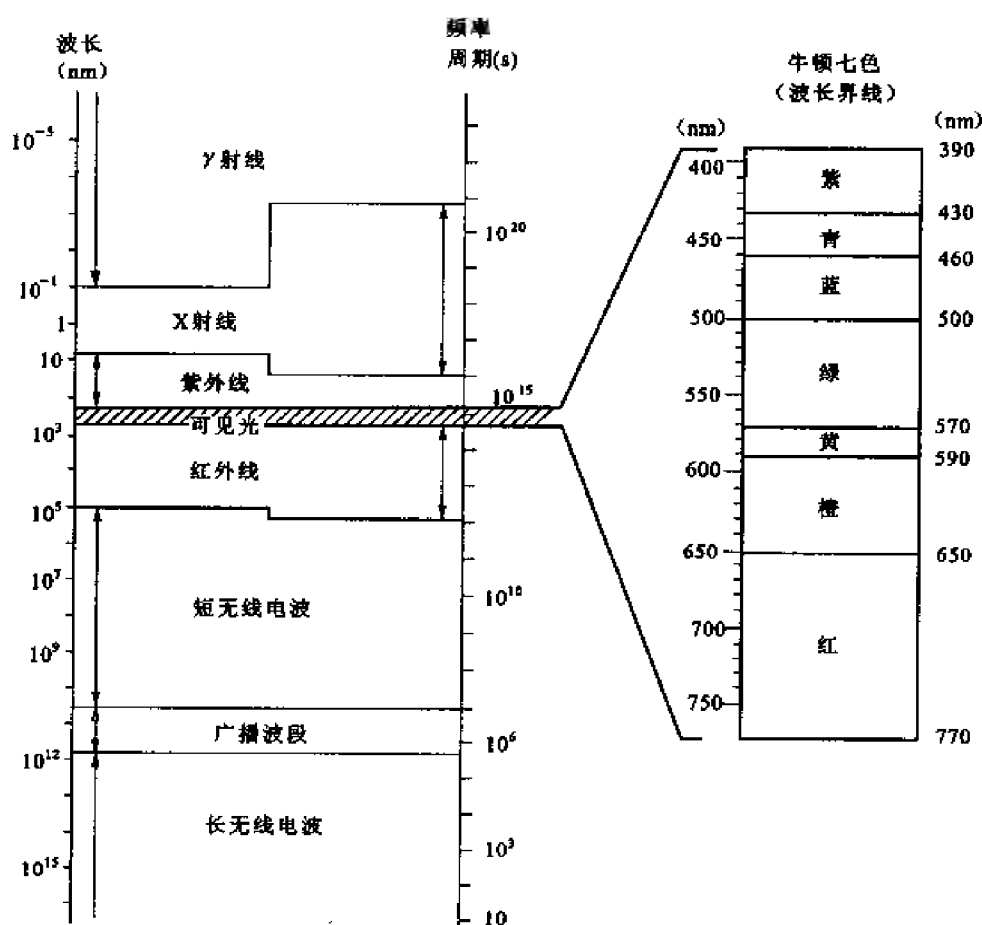 波长
(nm)
10⁻⁵
10⁻¹
1
10
10³
10⁵
10⁷
10⁹
10¹²
10¹⁵
γ射线
X射线
紫外线
可见光
红外线
短无线电波
广播波段
长无线电波
频率
周期(s)
10²⁰
10¹⁵
10¹⁰
10⁶
10³
10
牛顿七色
(波长界线)
(nm)
400
450
500
550
600
650
700
750
紫
青
蓝
绿
黄
橙
红
(nm)
390
430
460
500
570
590
650
770